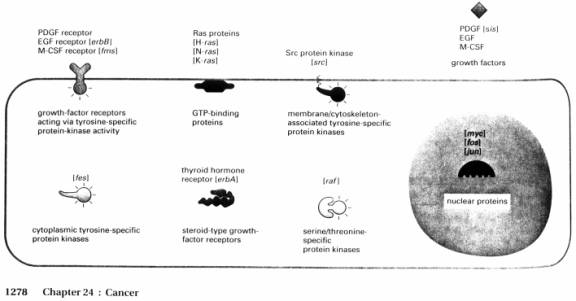 PDGF receptor
EGF receptor [erbB]
M-CSF receptor [fms]
Ras proteins
[H-ras]
[N-ras]
[K-ras]
Src protein kinase
[src]
PDGF [sis]
EGF
M-CSF
growth factors
growth-factor receptors
acting via tyrosine-specific
protein-kinase activity
GTP-binding
proteins
membrane/cytoskeleton-
associated tyrosine-specific
protein kinases
[myc]
[fos]
[jun]
nuclear proteins
[fes]
cytoplasmic tyrosine-specific
protein kinases
thyroid hormone
receptor [erbA]
steroid-type growth-
factor receptors
[raf]
serine/threonine-
specific
protein kinases
1278 Chapter 24 : Cancer